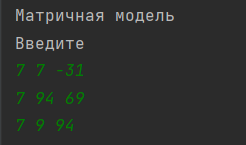 Матричная модель
Введите
7 7 -31
7 94 69
7 9 94